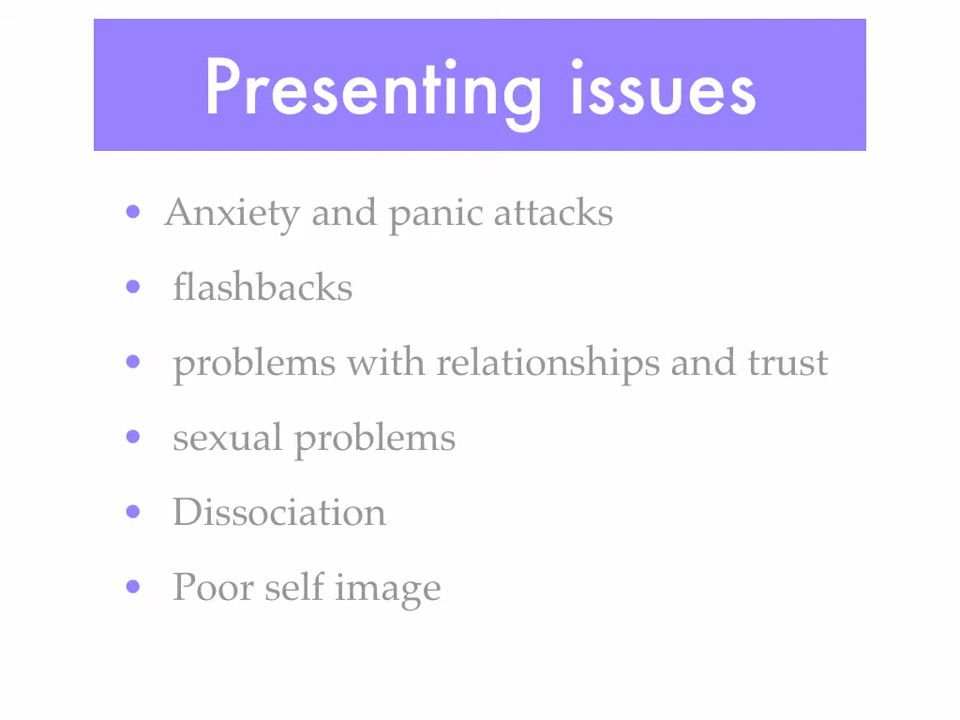 Presenting issues
• Anxiety and panic attacks
• flashbacks
• problems with relationships and trust
• sexual problems
• Dissociation
• Poor self image